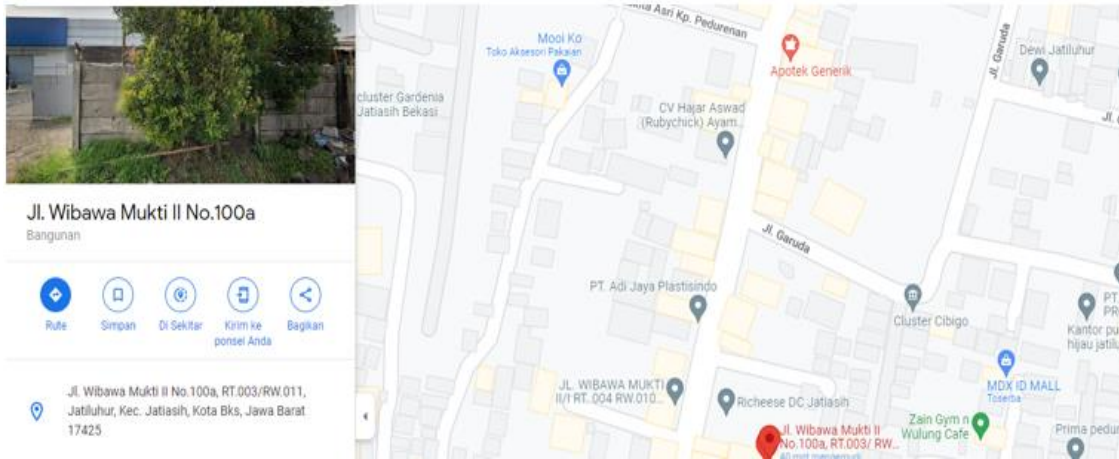 Jl. Wibawa Mukti II No.100a
Bangunan
Rute
Simpan
Di Sekitar
Kirim ke
ponsel Anda
Bagikan
Jl. Wibawa Mukti II No.100a, RT.003/RW.011,
Jatiluhur, Kec. Jatiasih, Kota Bks, Jawa Barat
17425
Asri Kp. Pedurenan
Mooi Ko
Toko Aksesori Pakaian
cluster Gardenia
Jatiasih Bekasi
Apotek Generik
CV Hajar Aswad
(Rubychick) Ayam...
Jl. Garuda
Dewi Jatiluhur
Jl. Garuda
PT. Adi Jaya Plastisindo
Cluster Cibigo
PT.
Kantor
hijau
MDX ID MALL
Toserba
JL. WIBAWA MUKTI
II/1 RT. 004 RW.010...
Richeese DC Jatiasih
Zain Gym n
Wulung Cafe
Prima
Jl. Wibawa Mukti II
No.100a, RT.003/ RW...
40 mnt mengemudi